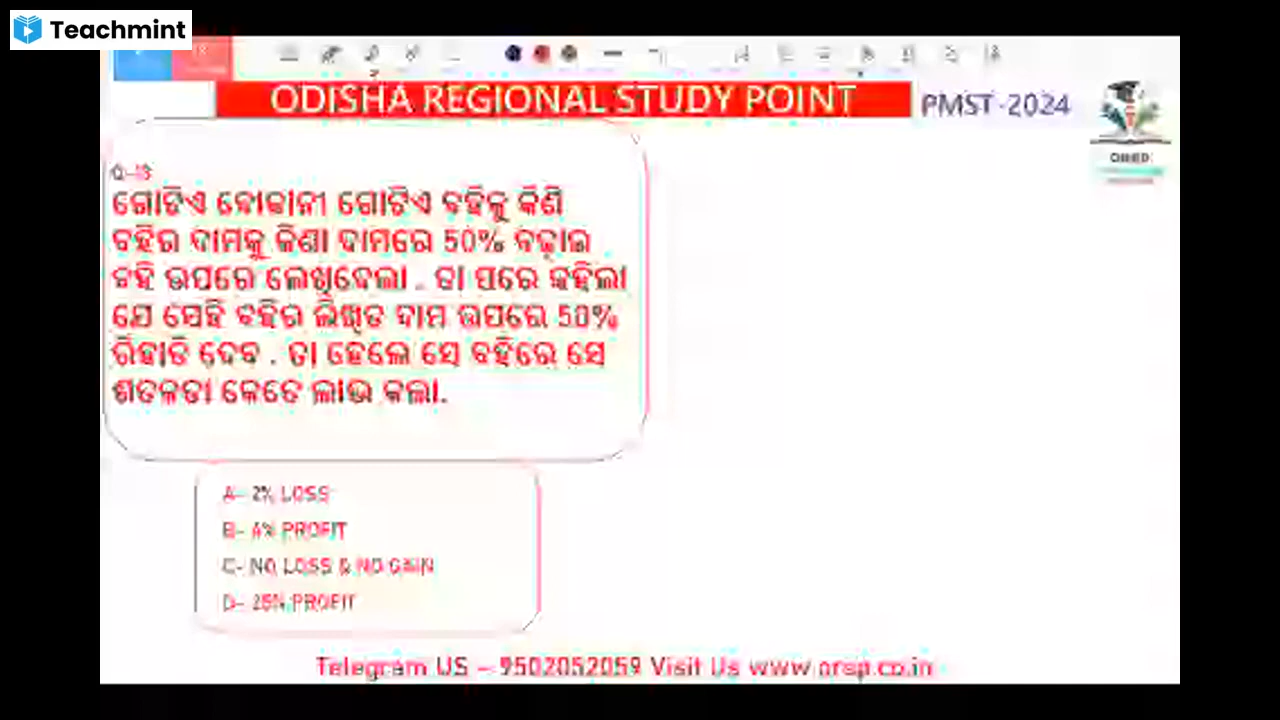 Teachmint
ODISHA REGIONAL STUDY POINT
PMST-2024
ଗୋଟିଏ ଦୋକାନୀ ଗୋଟିଏ ବହିକୁ କିଣି
ବହିର ଦାମକୁ କିଣା ଦାମରେ 50% ବଢ଼ାଇ
ବହି ଉପରେ ଲେଖିଦେଲା . ତା ପରେ କହିଲା
ଯେ ସେହି ବହିର ଲିଖିତ ଦାମ ଉପରେ 50%
ରିହାତି ଦେବ . ତା ହେଲେ ସେ ବହିରେ ସେ
ଶତକଡା କେତେ ଲାଭ କଲା.
A- 2% LOSS
B- 4% PROFIT
C- NO LOSS & NO GAIN
D- 25% PROFIT
Telegram US - 9502052059 Visit Us www.orsp.co.in